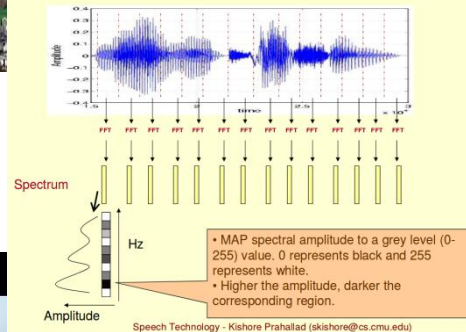 0.4
0.3
0.2
0.1
0
-0.1
-0.2
-0.3
-0.4
Amplitude
1.5 2 2.5 3
time
x 10
FFT FFT FFT FFT FFT FFT FFT FFT FFT FFT FFT FFT FFT
Spectrum
Hz
Amplitude
• MAP spectral amplitude to a grey level (0-
255) value. 0 represents black and 255
represents white.
• Higher the amplitude, darker the
corresponding region.
Speech Technology - Kishore Prahallad (skishore@cs.cmu.edu)